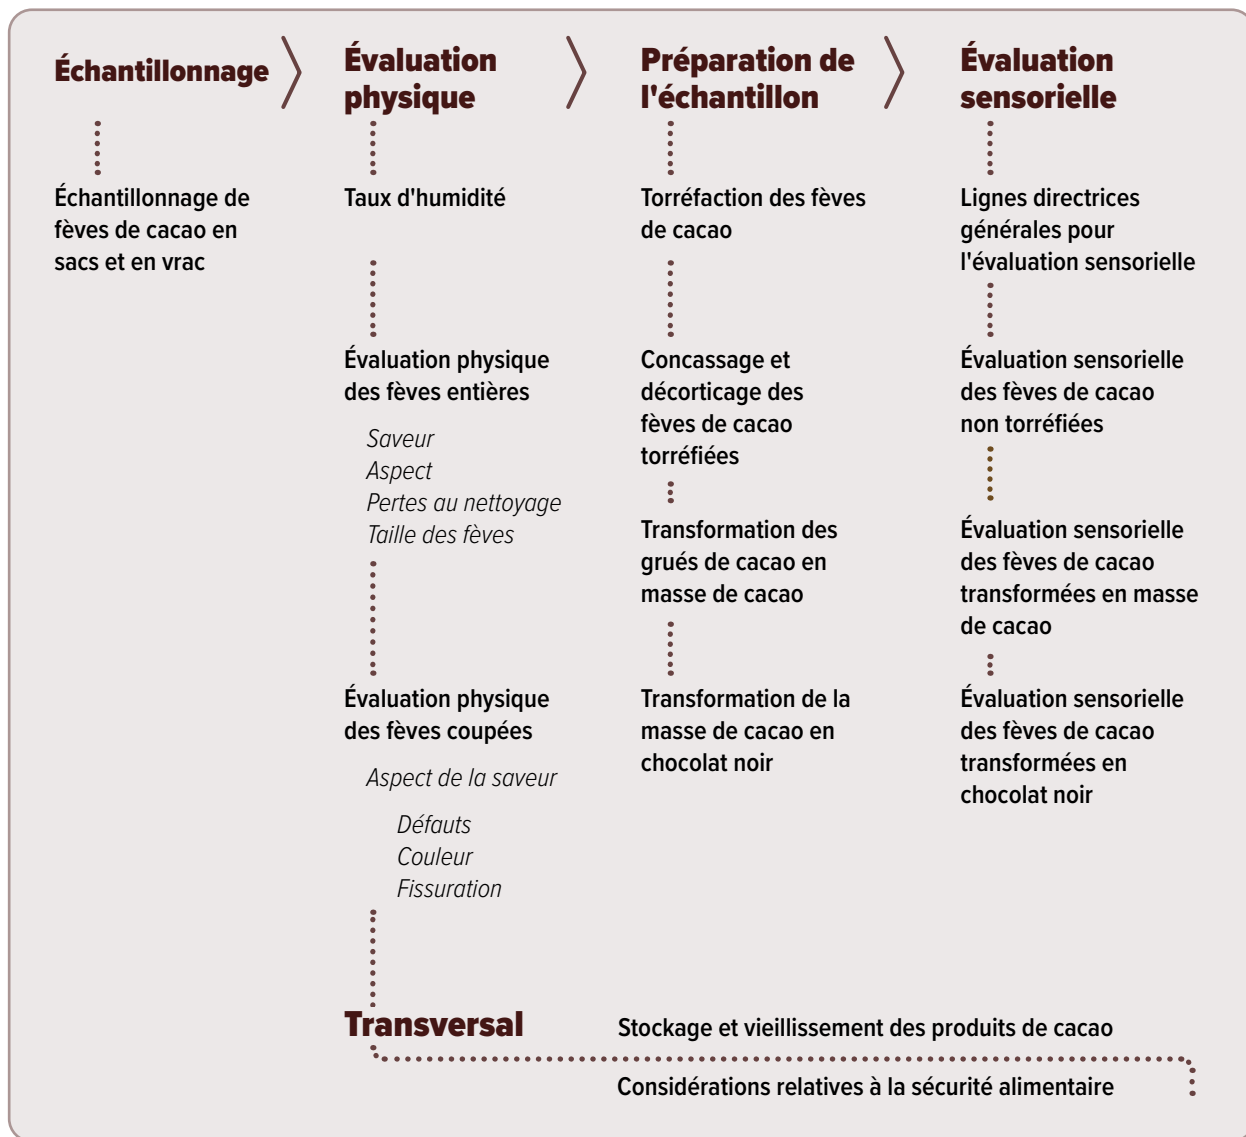 Échantillonnage
Échantillonnage de
fèves de cacao en
sacs et en vrac
Évaluation
physique
Taux d'humidité
Évaluation physique
des fèves entières
Saveur
Aspect
Pertes au nettoyage
Taille des fèves
Évaluation physique
des fèves coupées
Aspect de la saveur
Défauts
Couleur
Fissuration
Préparation de
l'échantillon
Torréfaction des fèves
de cacao
Concassage et
décorticage des
fèves de cacao
torréfiées
Transformation des
grués de cacao en
masse de cacao
Transformation de la
masse de cacao en
chocolat noir
Évaluation
sensorielle
Lignes directrices
générales pour
l'évaluation sensorielle
Évaluation sensorielle
des fèves de cacao
non torréfiées
Évaluation sensorielle
des fèves de cacao
transformées en masse
de cacao
Évaluation sensorielle
des fèves de cacao
transformées en
chocolat noir
Transversal
Stockage et vieillissement des produits de cacao
Considérations relatives à la sécurité alimentaire